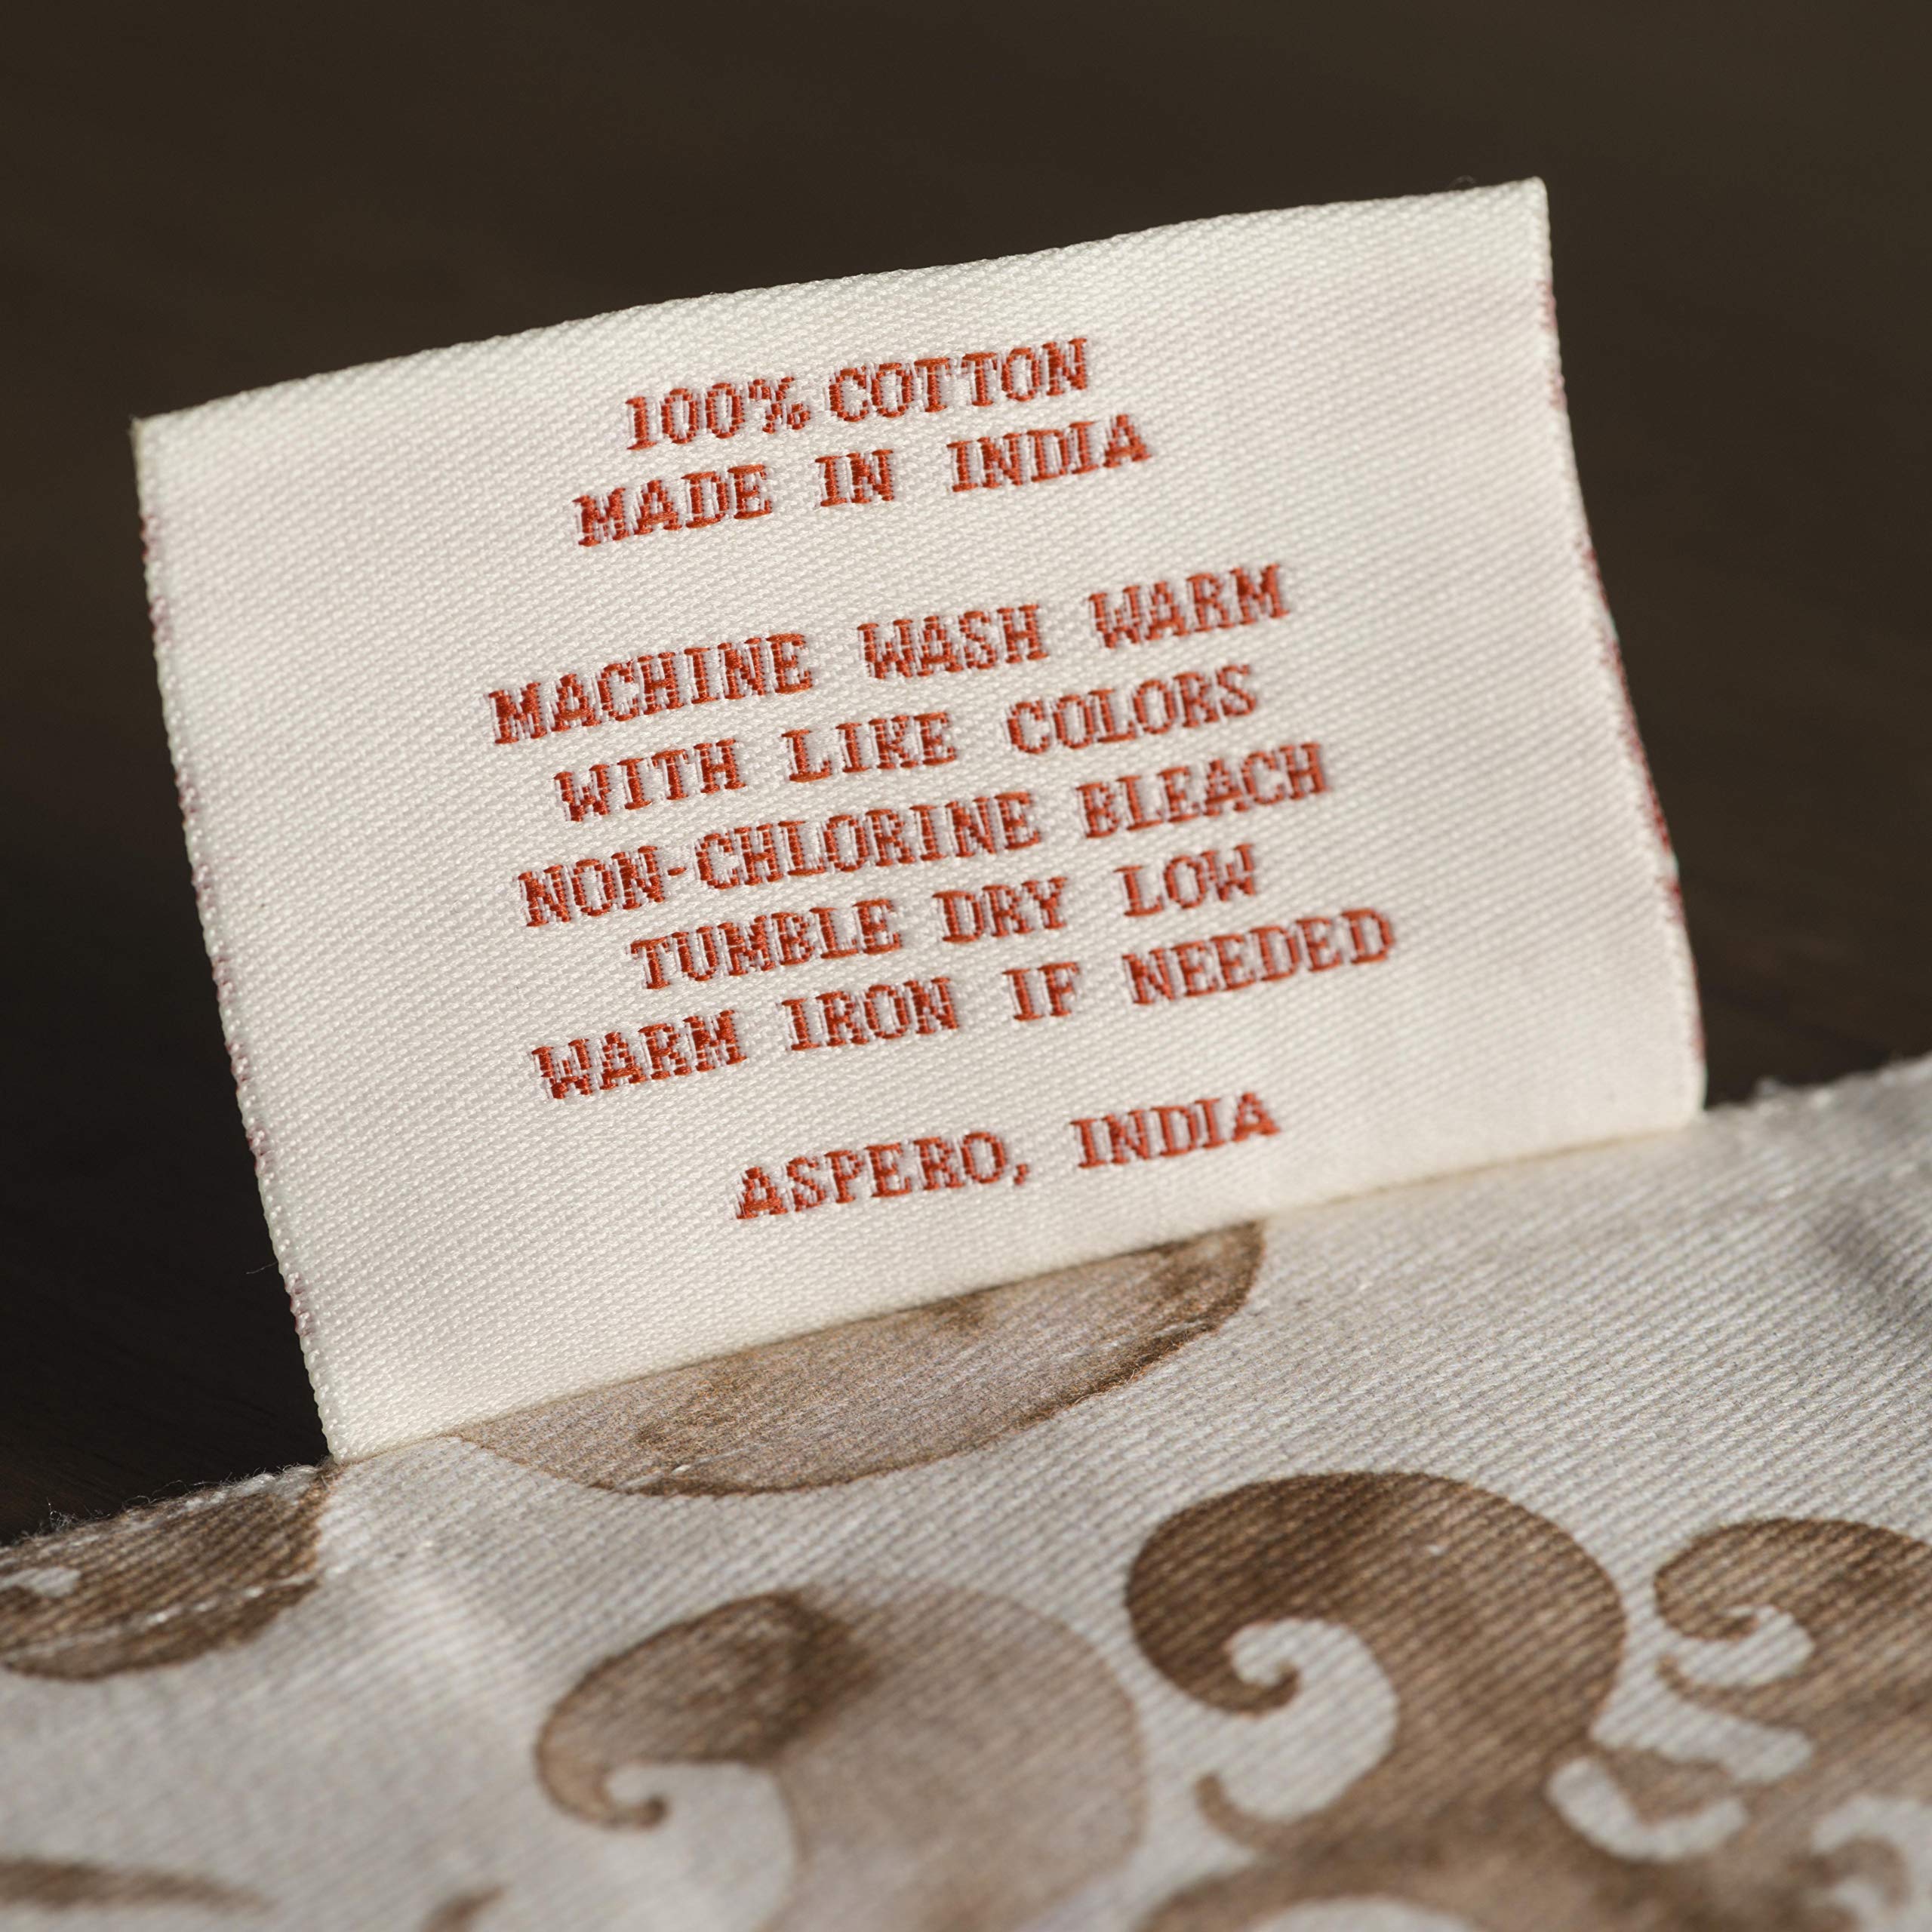 100% COTTON
MADE IN INDIA
MACHINE WASH WARM
WITH LIKE COLORS
NON-CHLORINE BLEACH
TUMBLE DRY LOW
WARM IRON IF NEEDED
ASPERO, INDIA